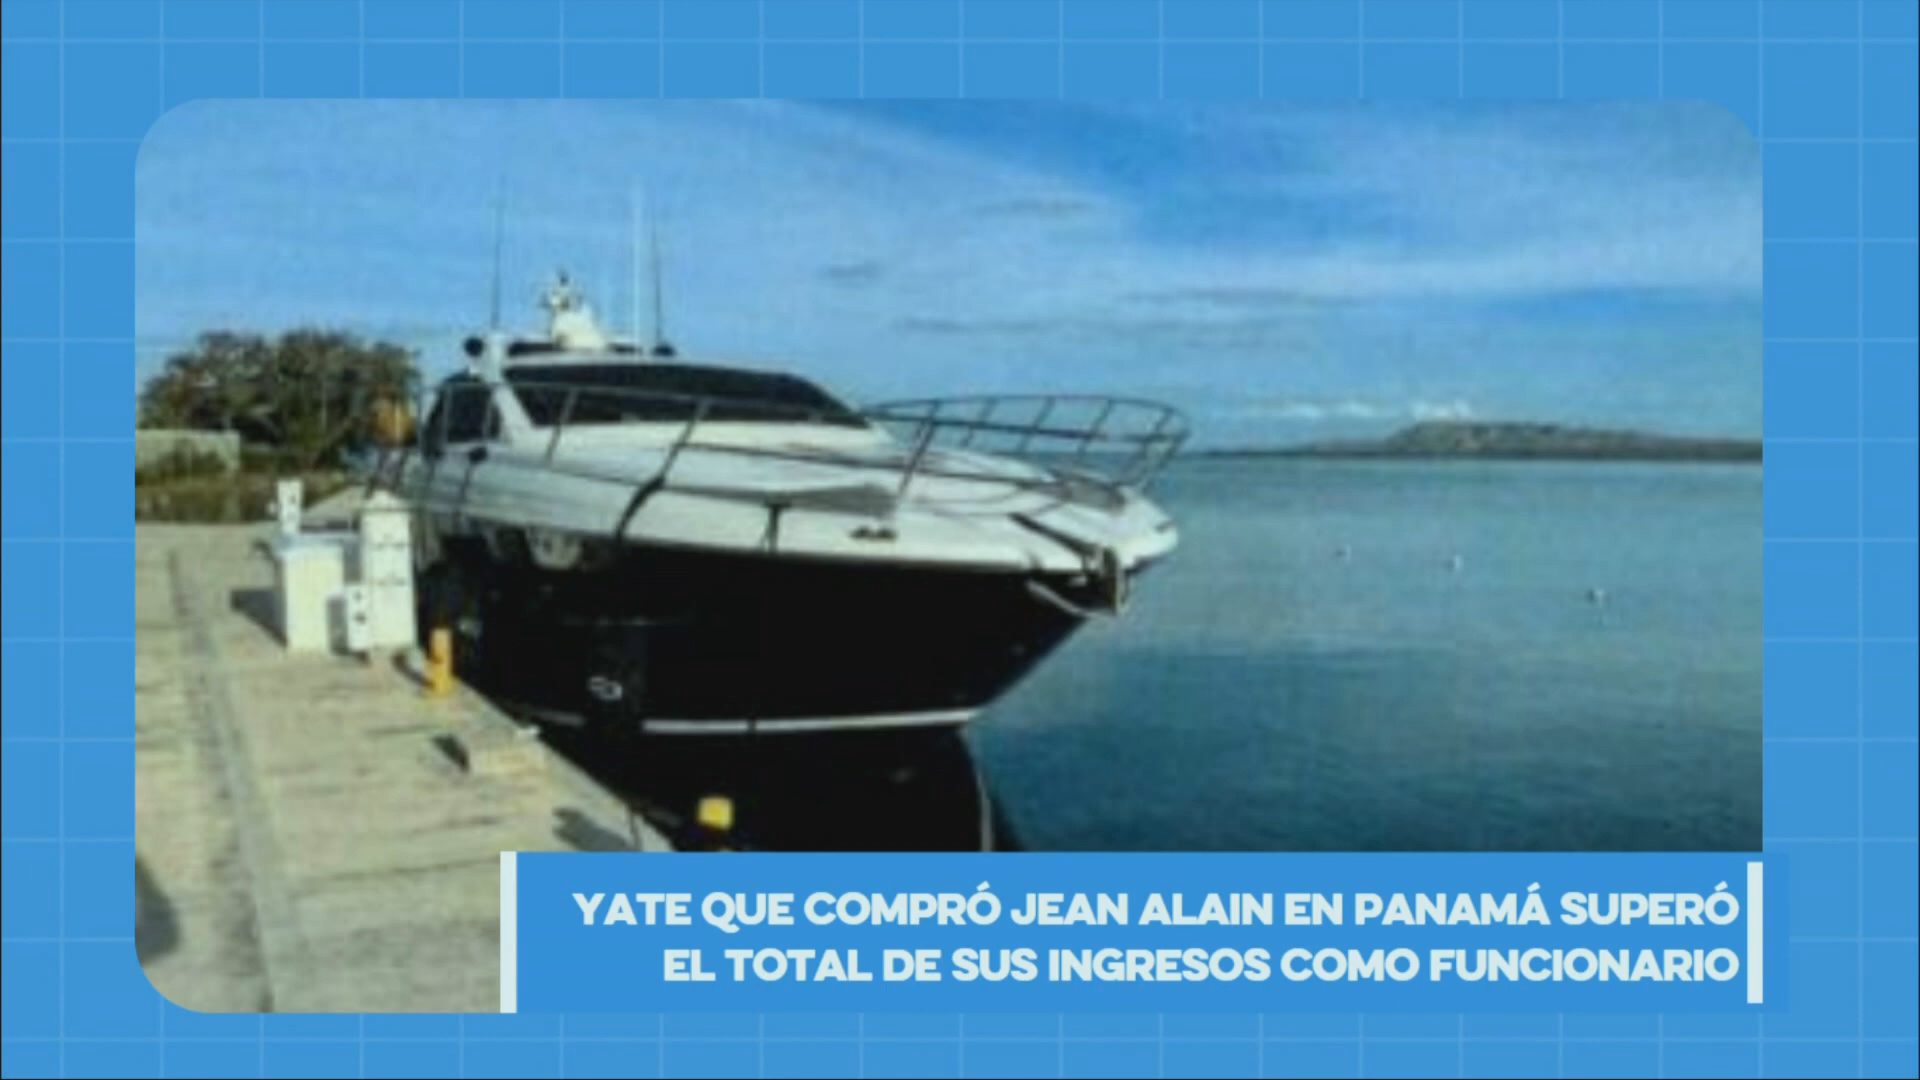 YATE QUE COMPRÓ JEAN ALAIN EN PANAMÁ SUPERÓ
EL TOTAL DE SUS INGRESOS COMO FUNCIONARIO